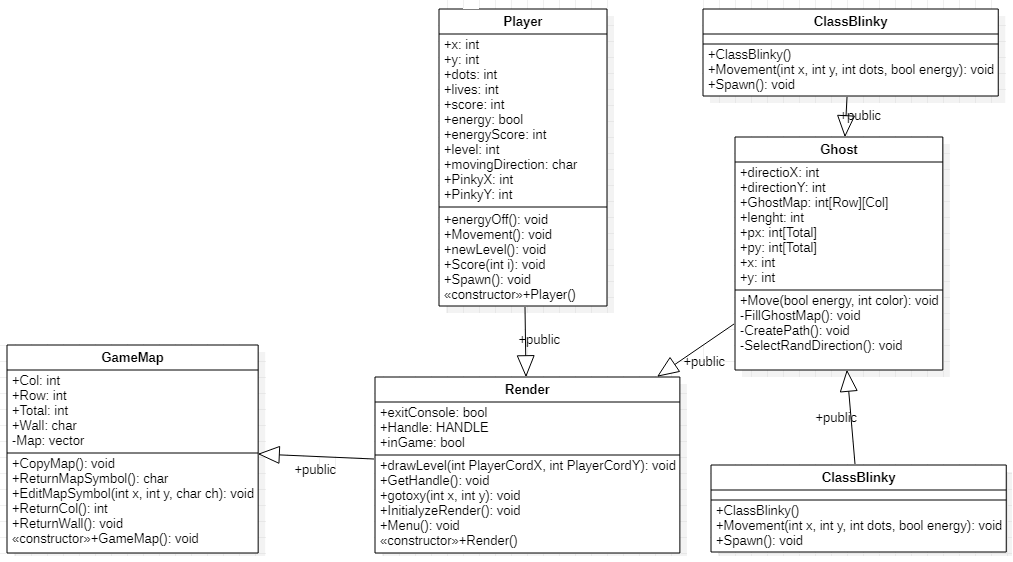 Player
+x: int
+y: int
+dots: int
+lives: int
+score: int
+energy: bool
+energyScore: int
+level: int
+movingDirection: char
+PinkyX: int
+PinkyY: int
+energyOff(): void
+Movement(): void
+newLevel(): void
+Score(int i): void
+Spawn(): void
«constructor»+Player()
+public
ClassBlinky
+ClassBlinky()
+Movement(int x, int y, int dots, bool energy): void
+Spawn(): void
+public
Ghost
+directioX: int
+directionY: int
+GhostMap: int[Row][Col]
+lenght: int
+px: int[Total]
+py: int[Total]
+x: int
+y: int
+Move(bool energy, int color): void
-FillGhostMap(): void
-CreatePath(): void
-SelectRandDirection(): void
+public
GameMap
+Col: int
+Row: int
+Total: int
+Wall: char
-Map: vector
+CopyMap(): void
+ReturnMapSymbol(): char
+EditMapSymbol(int x, int y, char ch): void
+ReturnCol(): int
+ReturnWall(): void
«constructor»+GameMap(): void
+public
Render
+exitConsole: bool
+Handle: HANDLE
+inGame: bool
+drawLevel(int PlayerCordX, int PlayerCordY): void
+GetHandle(): void
+gotoxy(int x, int y): void
+InitialyzeRender(): void
+Menu(): void
«constructor»+Render()
+public
ClassBlinky
+ClassBlinky()
+Movement(int x, int y, int dots, bool energy): void
+Spawn(): void